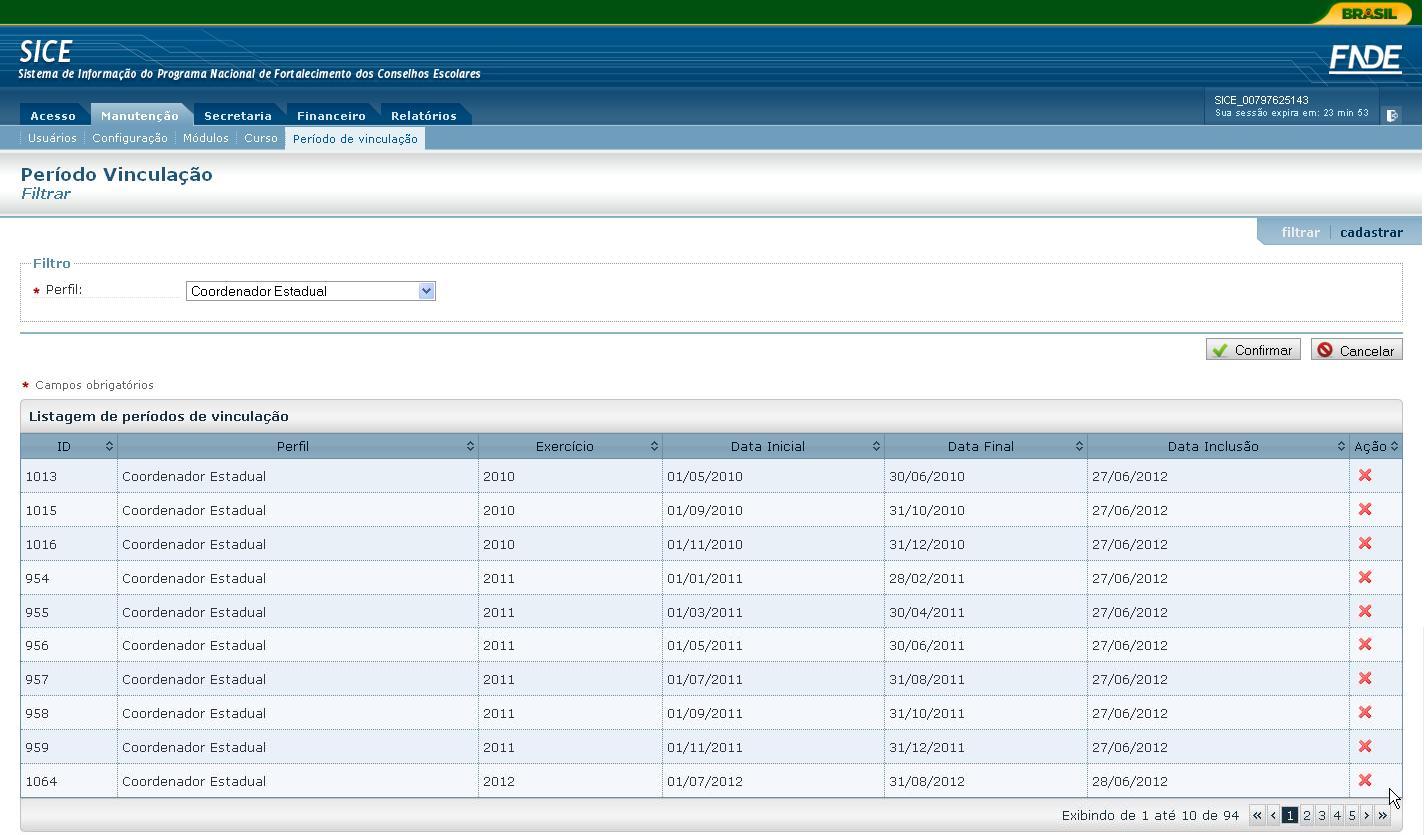 BRASIL
SICE
FNDE
Sistema de Informação do Programa Nacional de Fortalecimento dos Conselhos Escolares
SICE_00797625143
Sua sessão expira em: 23 min 53
Acesso Manutenção Secretaria Financeiro Relatórios
Usuários Configuração Módulos Curso Período de vinculação
Período Vinculação
Filtrar
filtrar cadastrar
Filtro
* Perfil: Coordenador Estadual
Confirmar Cancelar
* Campos obrigatórios
Listagem de períodos de vinculação
ID Perfil Exercício Data Inicial Data Final Data Inclusão Ação
1013 Coordenador Estadual 2010 01/05/2010 30/06/2010 27/06/2012
1015 Coordenador Estadual 2010 01/09/2010 31/10/2010 27/06/2012
1016 Coordenador Estadual 2010 01/11/2010 31/12/2010 27/06/2012
954 Coordenador Estadual 2011 01/01/2011 28/02/2011 27/06/2012
955 Coordenador Estadual 2011 01/03/2011 30/04/2011 27/06/2012
956 Coordenador Estadual 2011 01/05/2011 30/06/2011 27/06/2012
957 Coordenador Estadual 2011 01/07/2011 31/08/2011 27/06/2012
958 Coordenador Estadual 2011 01/09/2011 31/10/2011 27/06/2012
959 Coordenador Estadual 2011 01/11/2011 31/12/2011 27/06/2012
1064 Coordenador Estadual 2012 01/07/2012 31/08/2012 28/06/2012
Exibindo de 1 até 10 de 94 « ‹ 1 2 3 4 5 › »